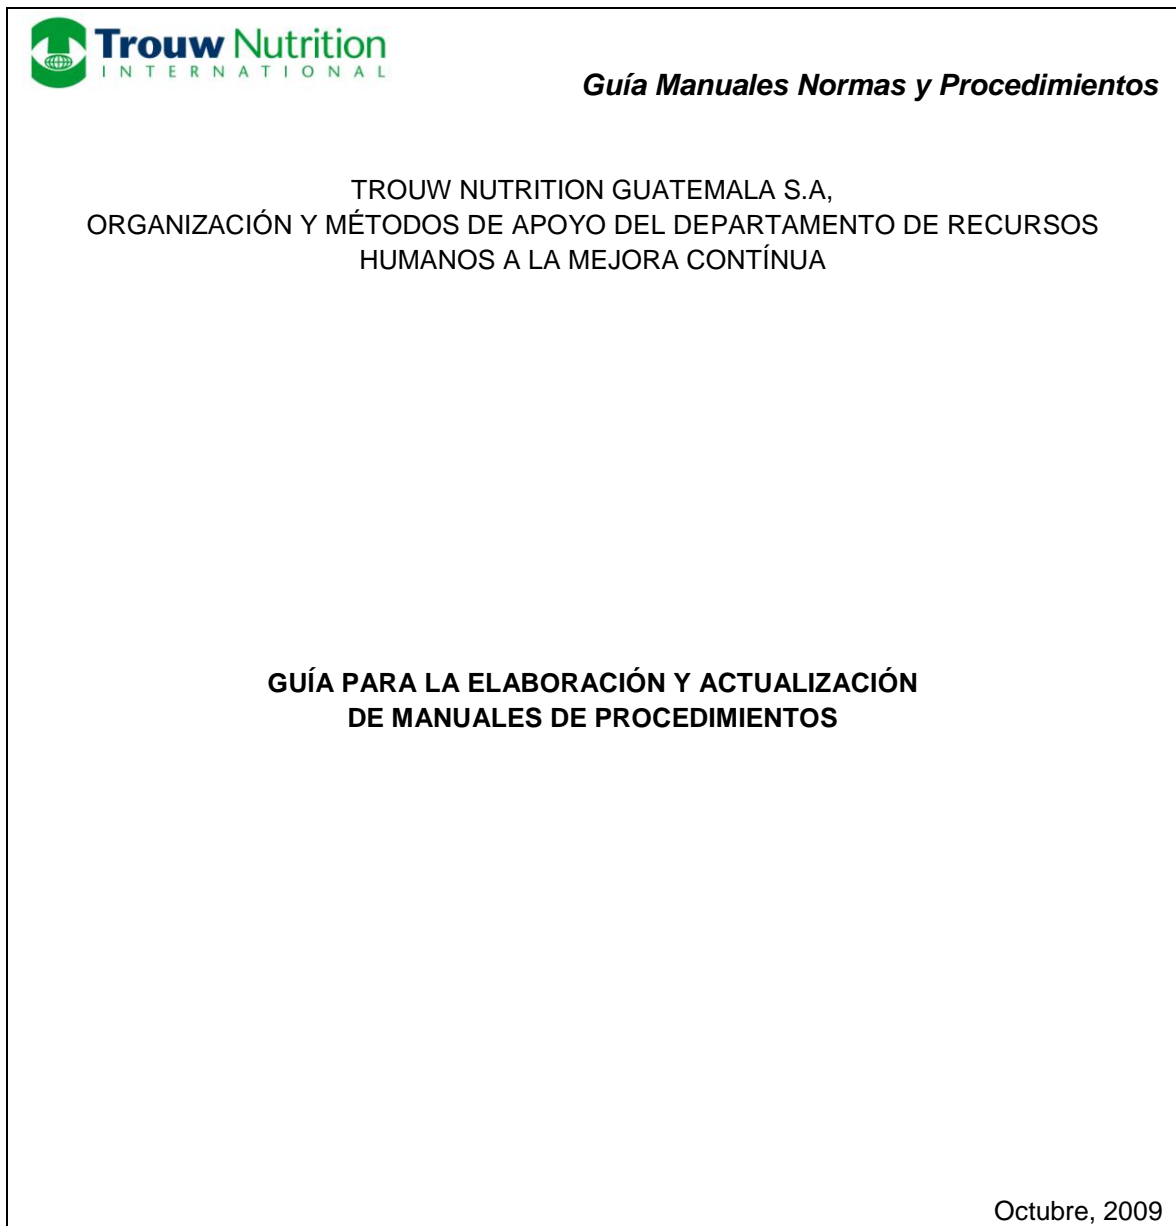 Trouw Nutrition
INTERNATIONAL
Guía Manuales Normas y Procedimientos
TROUW NUTRITION GUATEMALA S.A,
ORGANIZACIÓN Y MÉTODOS DE APOYO DEL DEPARTAMENTO DE RECURSOS
HUMANOS A LA MEJORA CONTÍNUA
GUÍA PARA LA ELABORACIÓN Y ACTUALIZACIÓN
DE MANUALES DE PROCEDIMIENTOS
Octubre, 2009